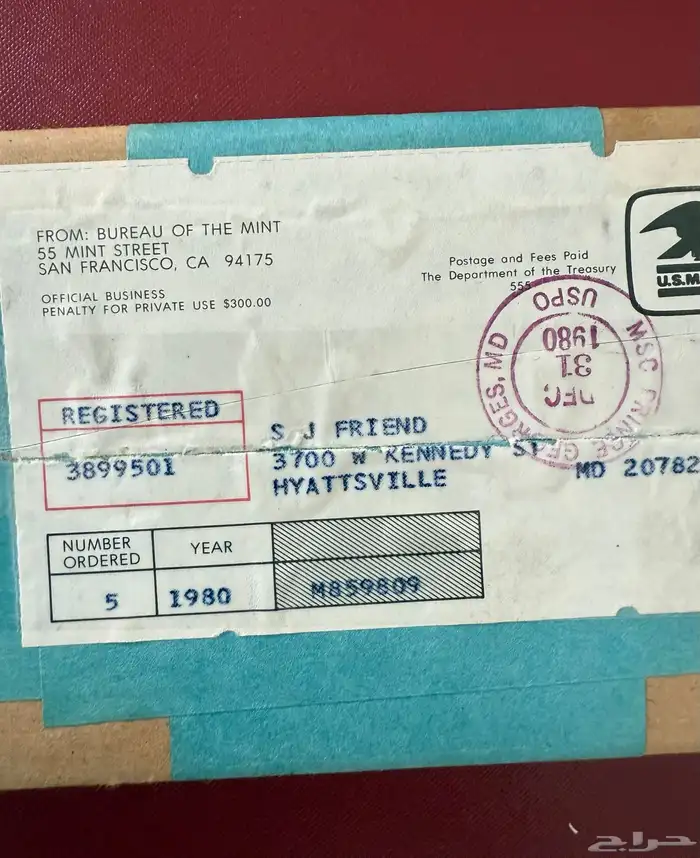 FROM: BUREAU OF THE MINT
55 MINT STREET
SAN FRANCISCO, CA 94175
OFFICIAL BUSINESS
PENALTY FOR PRIVATE USE $300.00
Postage and Fees Paid
The Department of the Treasury
555
U.S.M
MSC PRINCE GEORGES, MD
USPO
DEC
31
1980
REGISTERED
3899501
S J FRIEND
3700 W KENNEDY ST
HYATTSVILLE MD 20782
NUMBER ORDERED
YEAR
5
1980
M859809
حراج